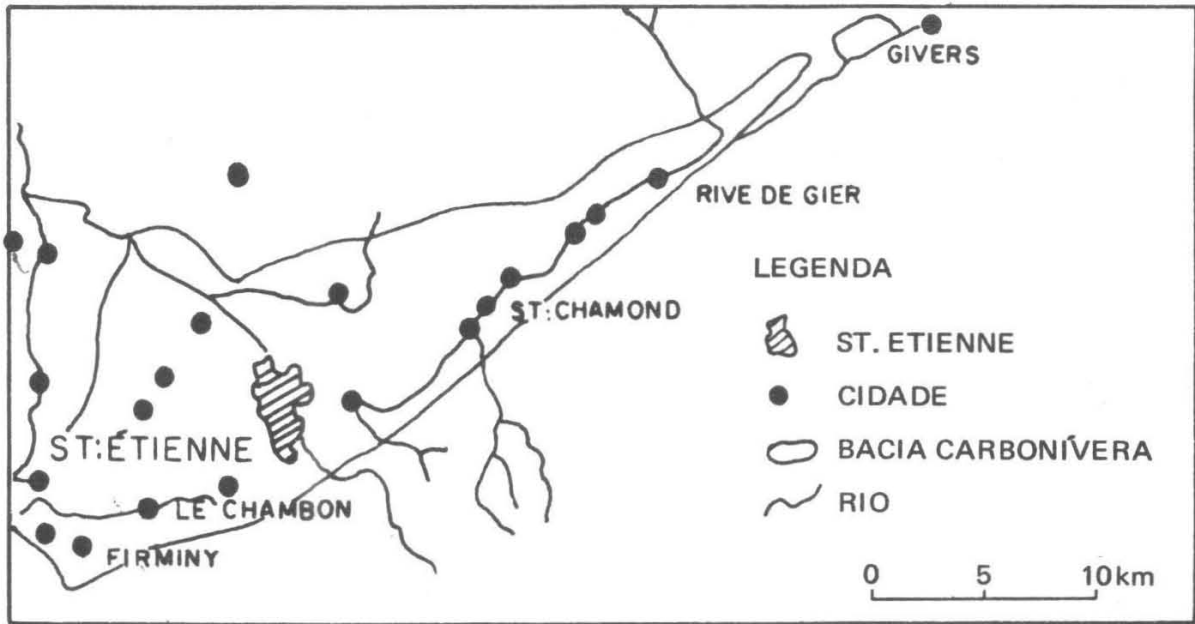 GIVERS
RIVE DE GIER
ST:CHAMOND
ST:ÉTIENNE
LE CHAMBON
FIRMINY
LEGENDA
ST. ETIENNE
CIDADE
BACIA CARBONÍVERA
RIO
0 5 10km